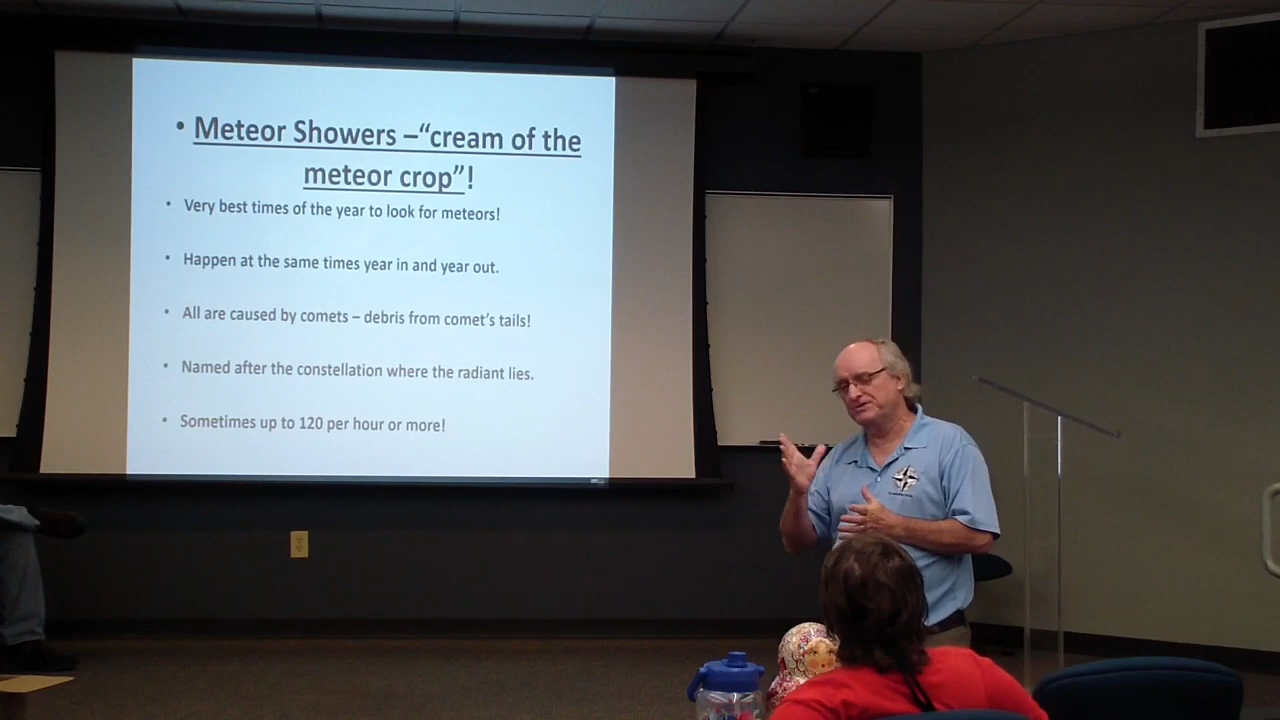 • Meteor Showers –“cream of the
meteor crop”!
• Very best times of the year to look for meteors!
• Happen at the same times year in and year out.
• All are caused by comets – debris from comet’s tails!
• Named after the constellation where the radiant lies.
• Sometimes up to 120 per hour or more!